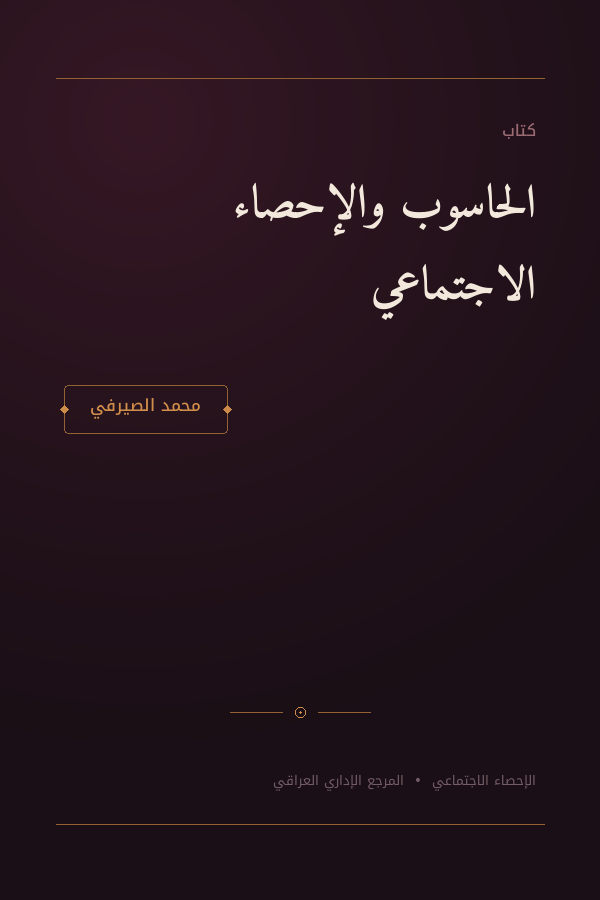 كتاب
الحاسوب والإحصاء
الاجتماعي
محمد الصيرفي
الإحصاء الاجتماعي • المرجع الإداري العراقي